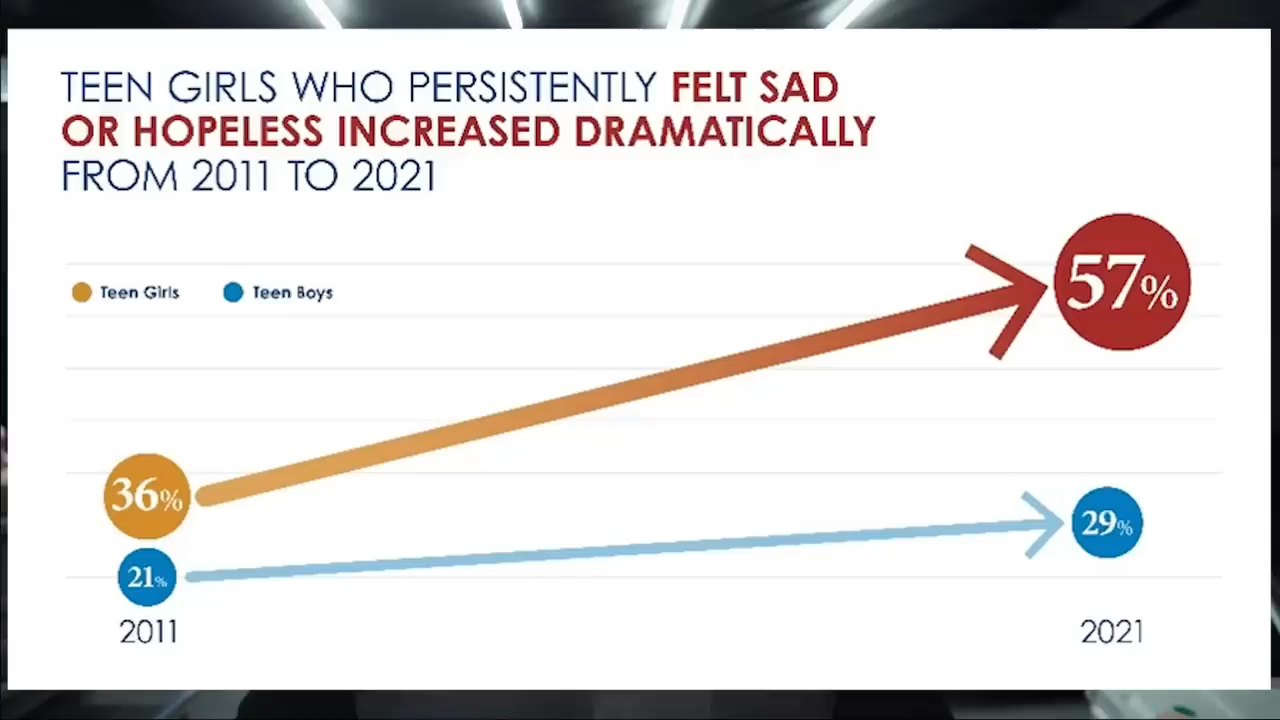 TEEN GIRLS WHO PERSISTENTLY FELT SAD
OR HOPELESS INCREASED DRAMATICALLY
FROM 2011 TO 2021
Teen Girls Teen Boys
57%
36%
29%
21%
2011 2021